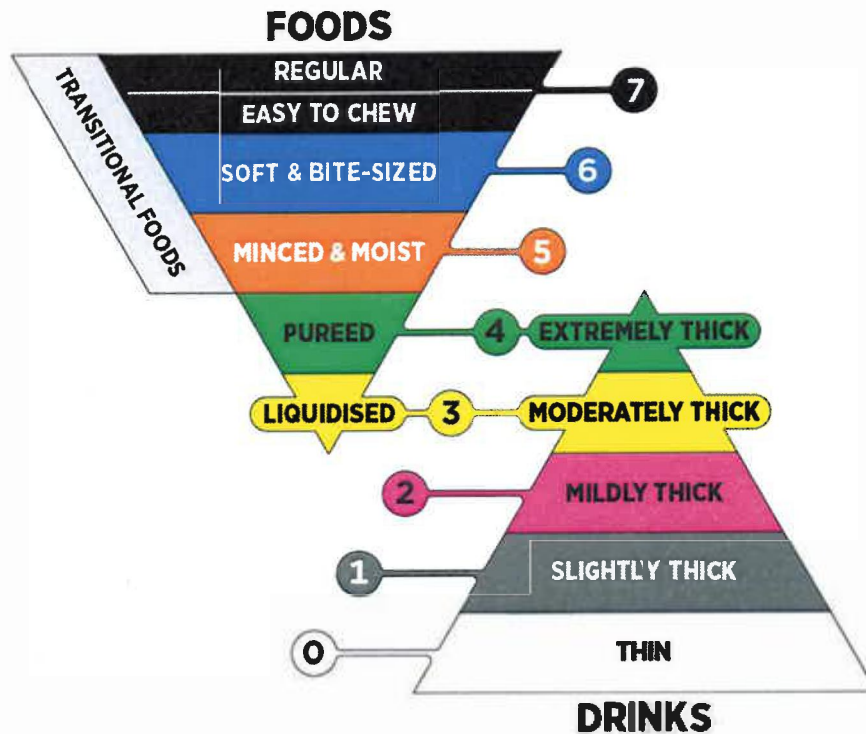 FOODS
TRANSITIONAL FOODS
REGULAR
7
EASY TO CHEW
SOFT & BITE-SIZED
6
MINCED & MOIST
5
PUREED
4
EXTREMELY THICK
LIQUIDISED
3
MODERATELY THICK
2
MILDLY THICK
1
SLIGHTLY THICK
0
THIN
DRINKS